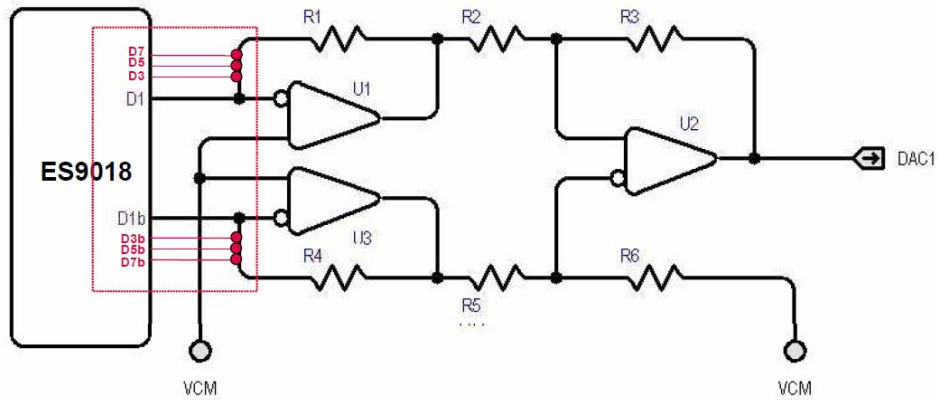 R1
R2
R3
D7
D5
D3
D1
U1
U2
DAC1
ES9018
D1b
D3b
D5b
D7b
U3
R4
R5
R6
VCM
VCM